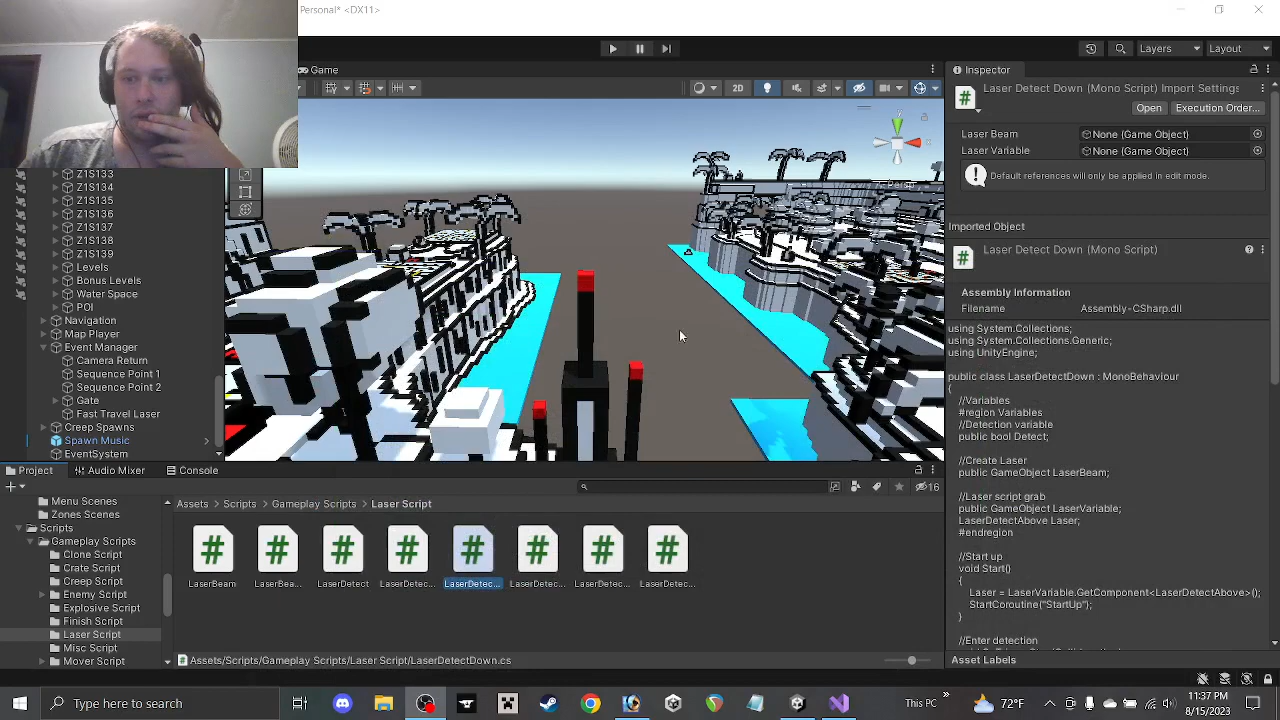 Personal* <DX11>
Layers
Layout
Game
2D
Persp
Z1S133
Z1S134
Z1S135
Z1S136
Z1S137
Z1S138
Z1S139
Levels
Bonus Levels
Water Space
POI
Navigation
Map Player
Event Manager
Camera Return
Sequence Point 1
Sequence Point 2
Gate
Fast Travel Laser
Creep Spawns
Spawn Music
EventSystem
Inspector
Laser Detect Down (Mono Script) Import Settings
Open
Execution Order...
Laser Beam None (Game Object)
Laser Variable None (Game Object)
Default references will only be applied in edit mode.
Imported Object
Laser Detect Down (Mono Script)
Assembly Information
Filename Assembly-CSharp.dll
using System.Collections;
using System.Collections.Generic;
using UnityEngine;
public class LaserDetectDown : MonoBehaviour
{
//Variables
#region Variables
//Detection variable
public bool Detect;
//Create Laser
public GameObject LaserBeam;
//Laser script grab
public GameObject LaserVariable;
LaserDetectAbove Laser;
#endregion
//Start up
void Start()
{
Laser = LaserVariable.GetComponent<LaserDetectAbove>();
StartCoroutine("StartUp");
}
//Enter detection
Asset Labels
Project
Audio Mixer
Console
16
Menu Scenes
Zones Scenes
Scripts
Gameplay Scripts
Clone Script
Crate Script
Creep Script
Enemy Script
Explosive Script
Finish Script
Laser Script
Misc Script
Mover Script
Assets > Scripts > Gameplay Scripts > Laser Script
LaserBeam
LaserBea...
LaserDetect
LaserDetec...
LaserDetec...
LaserDetec...
LaserDetec...
LaserDetec...
Assets/Scripts/Gameplay Scripts/Laser Script/LaserDetectDown.cs
Type here to search
This PC
72°F
11:37 PM
8/15/2023